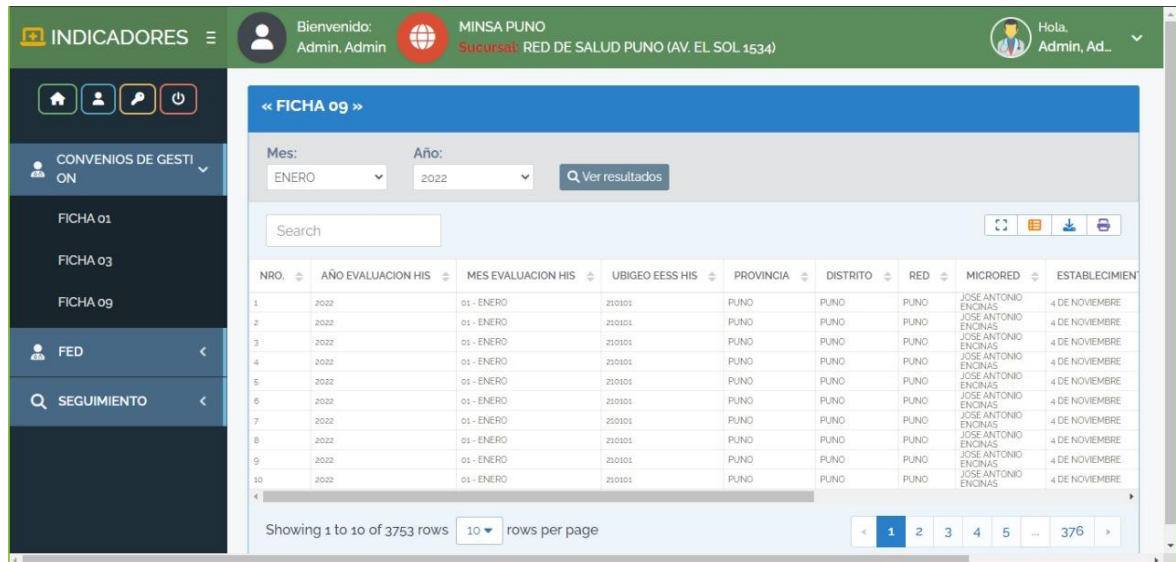 INDICADORES
Bienvenido:
Admin, Admin
MINSA PUNO
Sucursal: RED DE SALUD PUNO (AV. EL SOL 1534)
Hola,
Admin, Ad...
CONVENIOS DE GESTI
ON
FICHA 01
FICHA 03
FICHA 09
FED
SEGUIMIENTO
« FICHA 09 »
Mes: Año:
ENERO 2022 Ver resultados
Search
NRO. AÑO EVALUACION HIS MES EVALUACION HIS UBIGEO EESS HIS PROVINCIA DISTRITO RED MICRORED ESTABLECIMIENT
1 2022 01 - ENERO 210101 PUNO PUNO PUNO JOSE ANTONIO ENCINAS 4 DE NOVIEMBRE
2 2022 01 - ENERO 210101 PUNO PUNO PUNO JOSE ANTONIO ENCINAS 4 DE NOVIEMBRE
3 2022 01 - ENERO 210101 PUNO PUNO PUNO JOSE ANTONIO ENCINAS 4 DE NOVIEMBRE
4 2022 01 - ENERO 210101 PUNO PUNO PUNO JOSE ANTONIO ENCINAS 4 DE NOVIEMBRE
5 2022 01 - ENERO 210101 PUNO PUNO PUNO JOSE ANTONIO ENCINAS 4 DE NOVIEMBRE
6 2022 01 - ENERO 210101 PUNO PUNO PUNO JOSE ANTONIO ENCINAS 4 DE NOVIEMBRE
7 2022 01 - ENERO 210101 PUNO PUNO PUNO JOSE ANTONIO ENCINAS 4 DE NOVIEMBRE
8 2022 01 - ENERO 210101 PUNO PUNO PUNO JOSE ANTONIO ENCINAS 4 DE NOVIEMBRE
9 2022 01 - ENERO 210101 PUNO PUNO PUNO JOSE ANTONIO ENCINAS 4 DE NOVIEMBRE
10 2022 01 - ENERO 210101 PUNO PUNO PUNO JOSE ANTONIO ENCINAS 4 DE NOVIEMBRE
Showing 1 to 10 of 3753 rows 10 rows per page
‹ 1 2 3 4 5 ... 376 ›